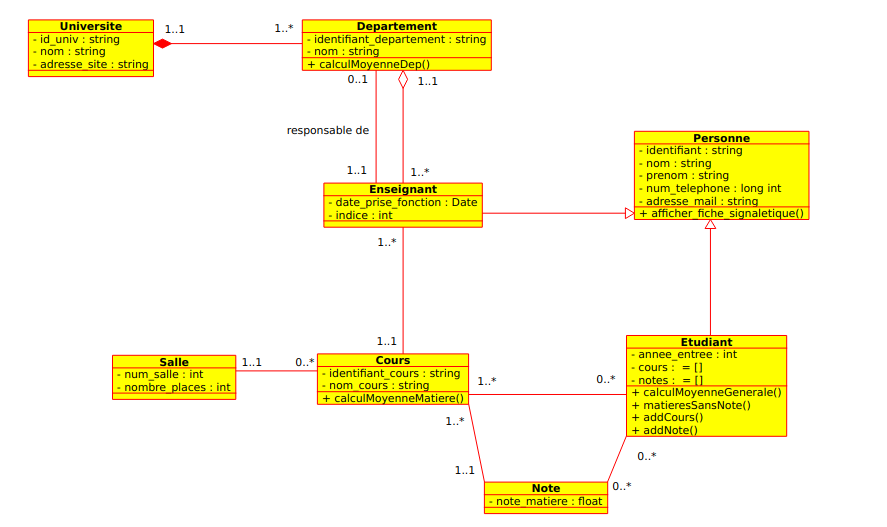 Universite
- id_univ : string
- nom : string
- adresse_site : string
1..1
1..*
Departement
- identifiant_departement : string
- nom : string
+ calculMoyenneDep()
0..1
1..1
responsable de
1..1
1..*
Enseignant
- date_prise_fonction : Date
- indice : int
Personne
- identifiant : string
- nom : string
- prenom : string
- num_telephone : long int
- adresse_mail : string
+ afficher_fiche_signaletique()
1..*
1..1
Salle
- num_salle : int
- nombre_places : int
1..1
0..*
Cours
- identifiant_cours : string
- nom_cours : string
+ calculMoyenneMatiere()
1..*
0..*
Etudiant
- annee_entree : int
- cours : = []
- notes : = []
+ calculMoyenneGenerale()
+ matieresSansNote()
+ addCours()
+ addNote()
1..*
1..1
0..*
0..*
Note
- note_matiere : float